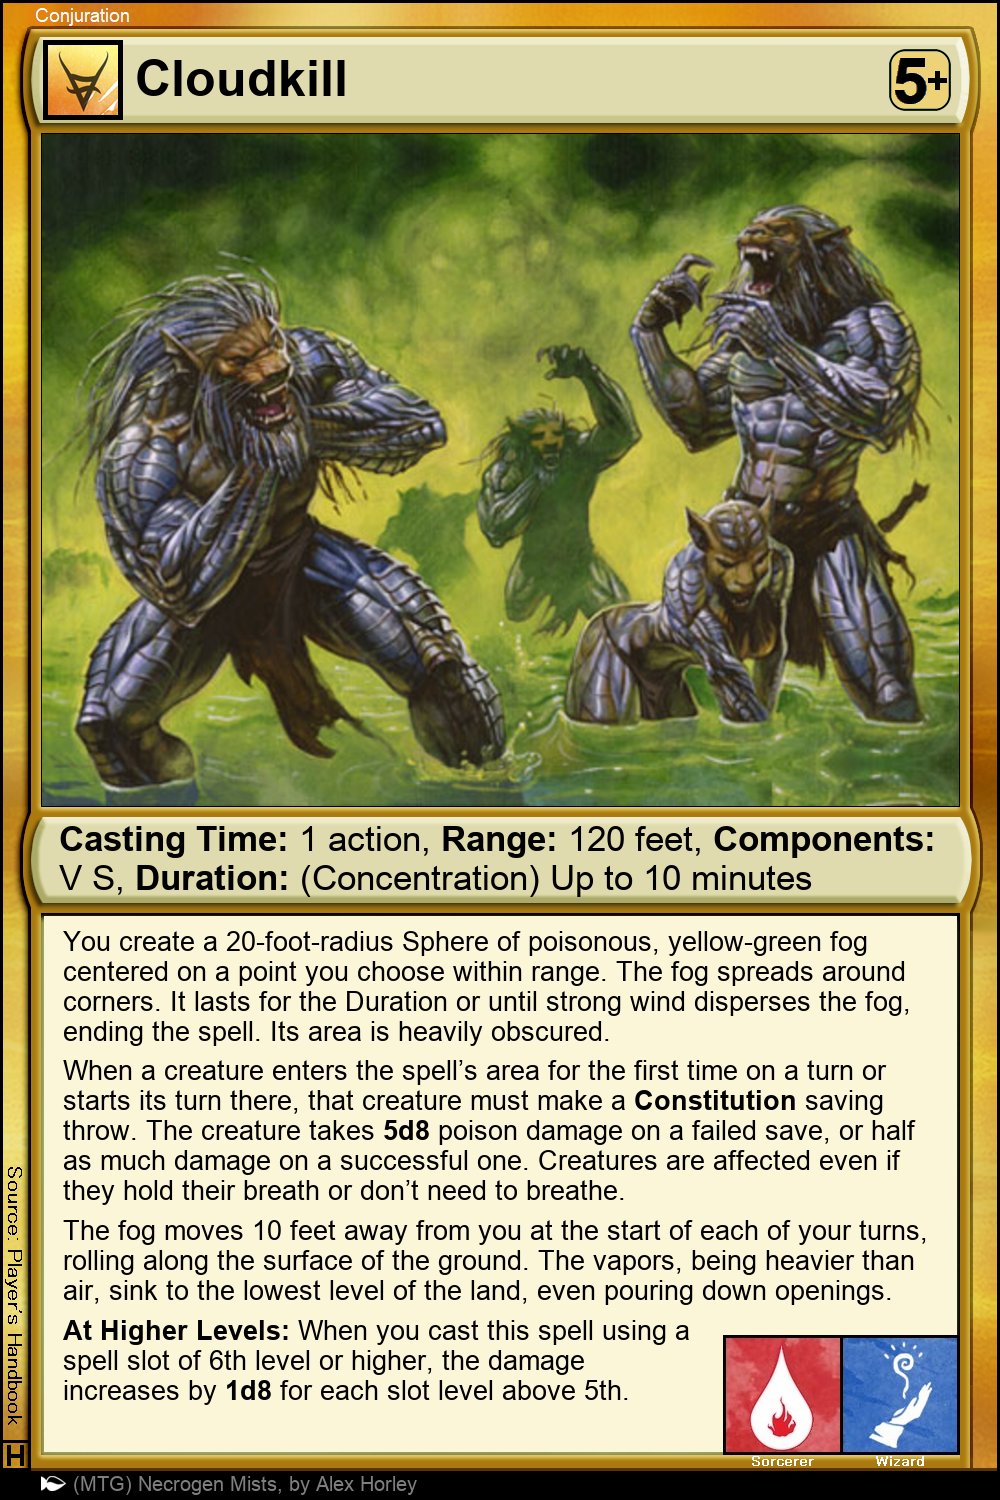 Conjuration
Cloudkill
5+
Casting Time: 1 action, Range: 120 feet, Components:
V S, Duration: (Concentration) Up to 10 minutes
You create a 20-foot-radius Sphere of poisonous, yellow-green fog
centered on a point you choose within range. The fog spreads around
corners. It lasts for the Duration or until strong wind disperses the fog,
ending the spell. Its area is heavily obscured.
When a creature enters the spell’s area for the first time on a turn or
starts its turn there, that creature must make a Constitution saving
throw. The creature takes 5d8 poison damage on a failed save, or half
as much damage on a successful one. Creatures are affected even if
they hold their breath or don’t need to breathe.
The fog moves 10 feet away from you at the start of each of your turns,
rolling along the surface of the ground. The vapors, being heavier than
air, sink to the lowest level of the land, even pouring down openings.
At Higher Levels: When you cast this spell using a
spell slot of 6th level or higher, the damage
increases by 1d8 for each slot level above 5th.
Sorcerer
Wizard
Source: Player's Handbook
H
(MTG) Necrogen Mists, by Alex Horley